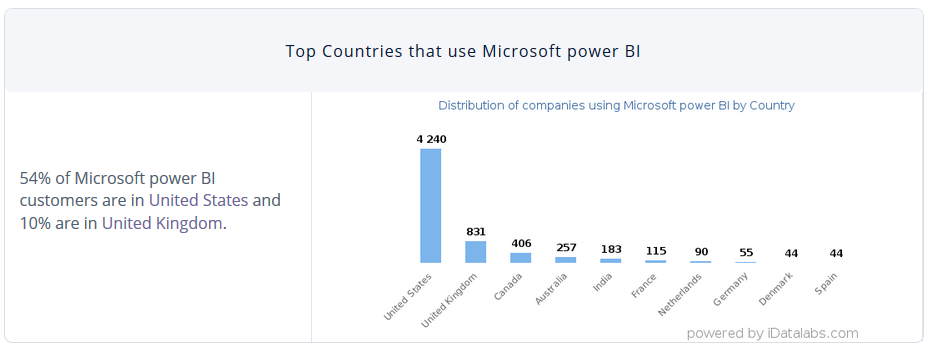 Top Countries that use Microsoft power BI
Distribution of companies using Microsoft power BI by Country
54% of Microsoft power BI
customers are in United States and
10% are in United Kingdom.
4 240
831
406
257
183
115
90
55
44
44
United States
United Kingdom
Canada
Australia
India
France
Netherlands
Germany
Denmark
Spain
powered by iDatalabs.com